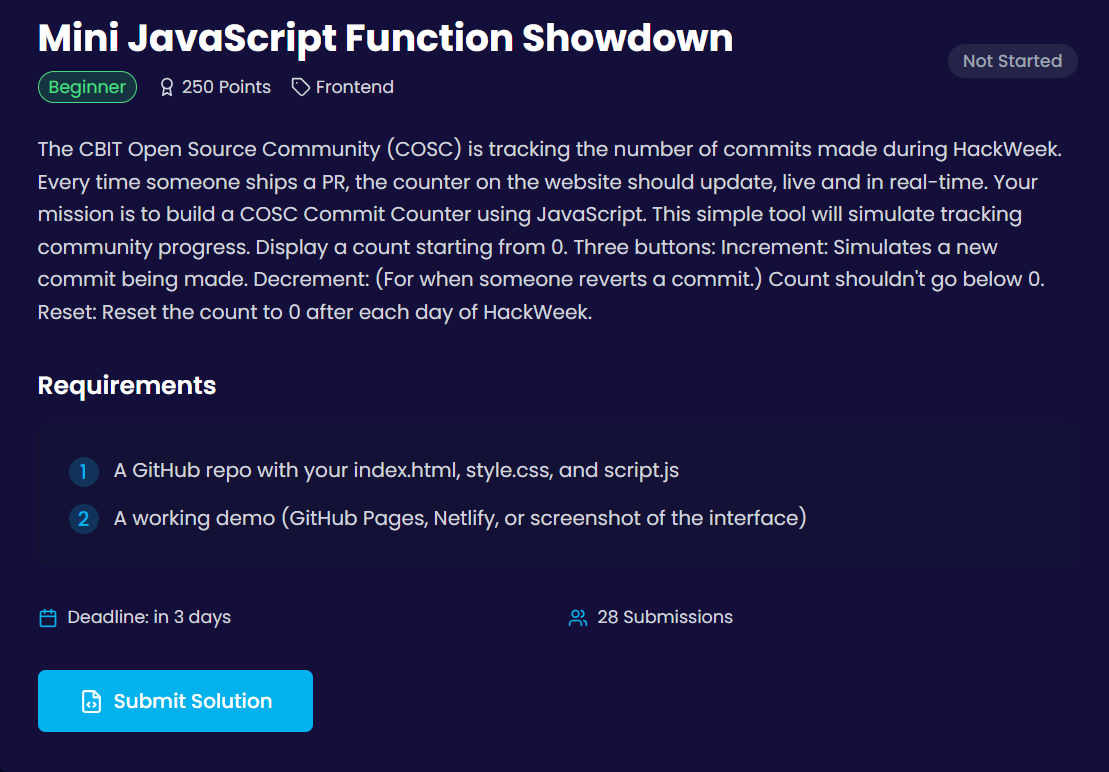 Mini JavaScript Function Showdown
Not Started
Beginner
250 Points
Frontend
The CBIT Open Source Community (COSC) is tracking the number of commits made during HackWeek.
Every time someone ships a PR, the counter on the website should update, live and in real-time. Your
mission is to build a COSC Commit Counter using JavaScript. This simple tool will simulate tracking
community progress. Display a count starting from 0. Three buttons: Increment: Simulates a new
commit being made. Decrement: (For when someone reverts a commit.) Count shouldn't go below 0.
Reset: Reset the count to 0 after each day of HackWeek.
Requirements
1 A GitHub repo with your index.html, style.css, and script.js
2 A working demo (GitHub Pages, Netlify, or screenshot of the interface)
Deadline: in 3 days
28 Submissions
Submit Solution